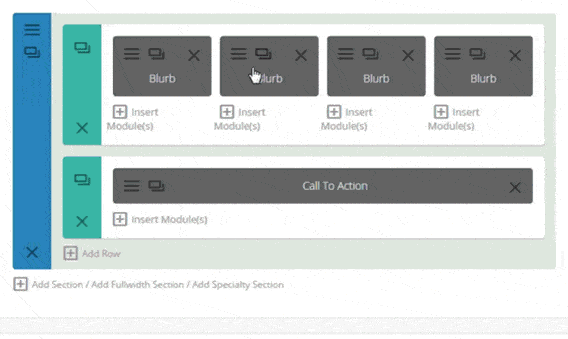 Blurb Blurb Blurb Blurb
Insert Module(s) Insert Module(s) Insert Module(s) Insert Module(s)
Call To Action
Insert Module(s)
Add Row
Add Section / Add Fullwidth Section / Add Specialty Section